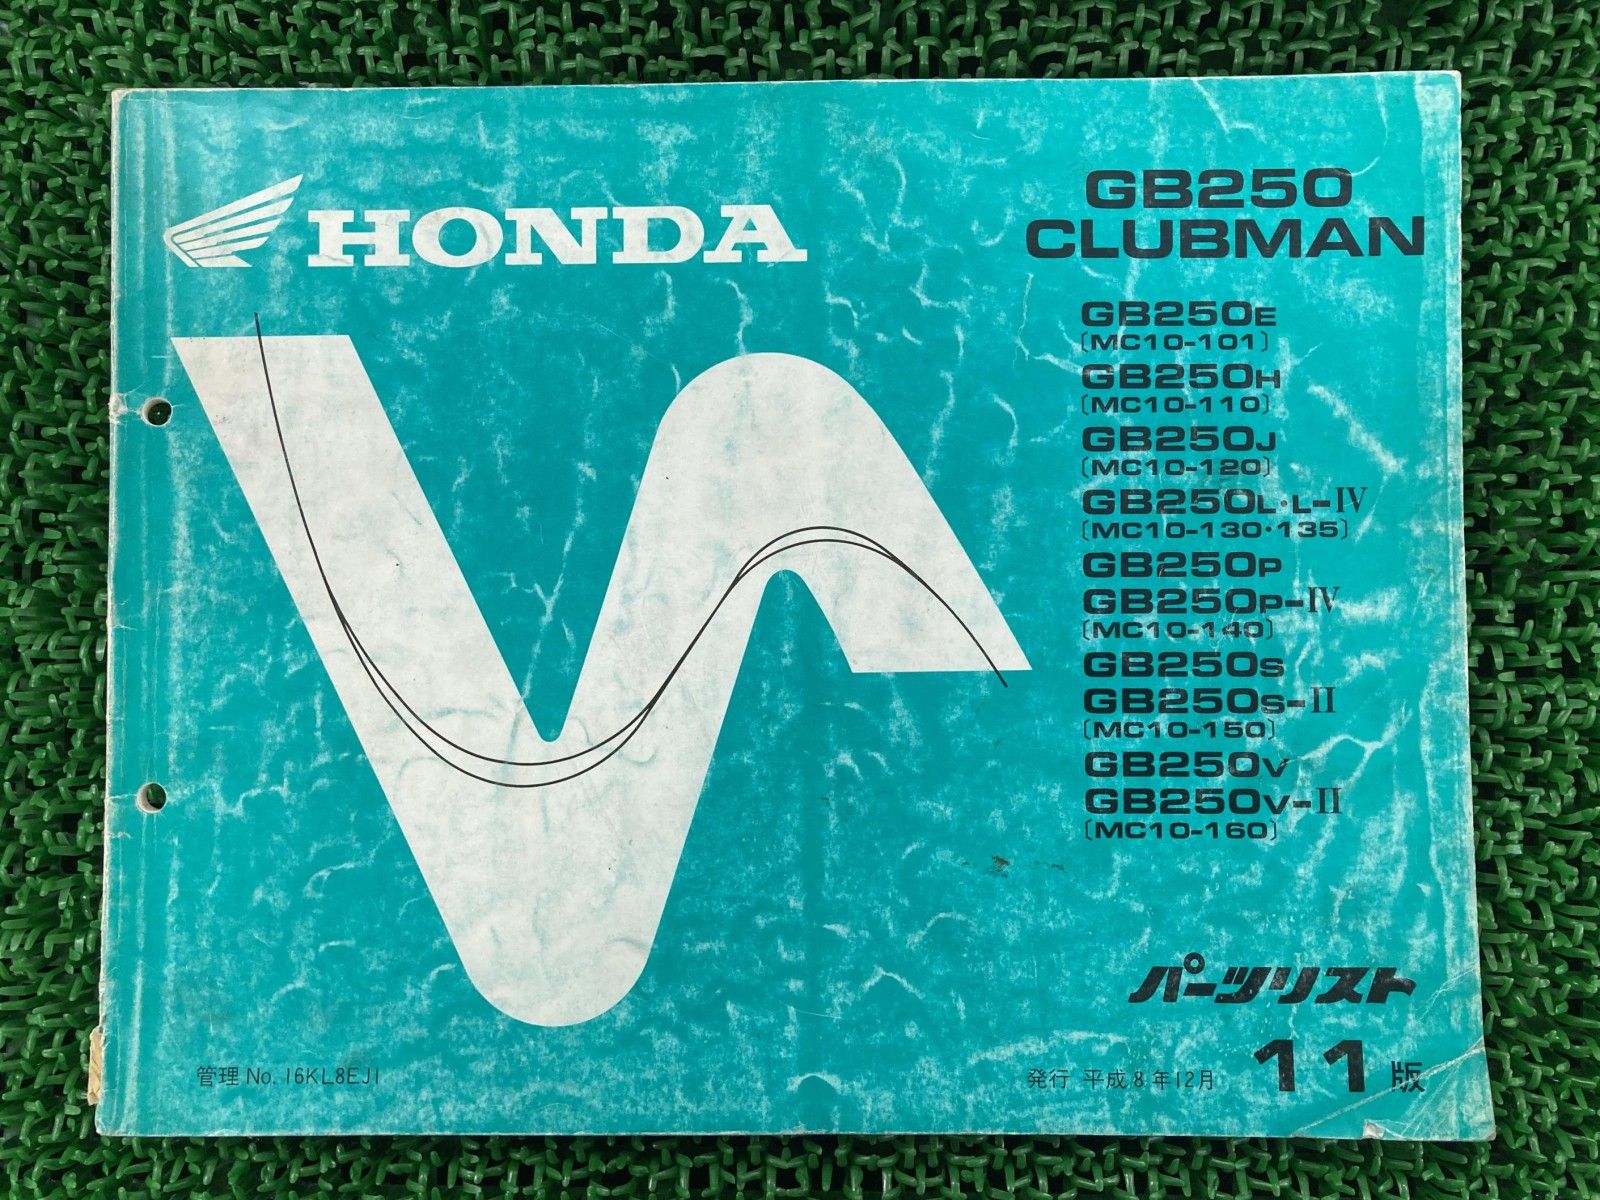 HONDA
GB250
CLUBMAN
GB250E
[MC10-101]
GB250H
[MC10-110]
GB250J
[MC10-120]
GB250L・L-IV
[MC10-130・135]
GB250P
GB250P-IV
[MC10-140]
GB250S
GB250S-II
[MC10-150]
GB250V
GB250V-II
[MC10-160]
パーツリスト
管理 No. 16KL8EJ1
発行 平成 8 年12月 11版